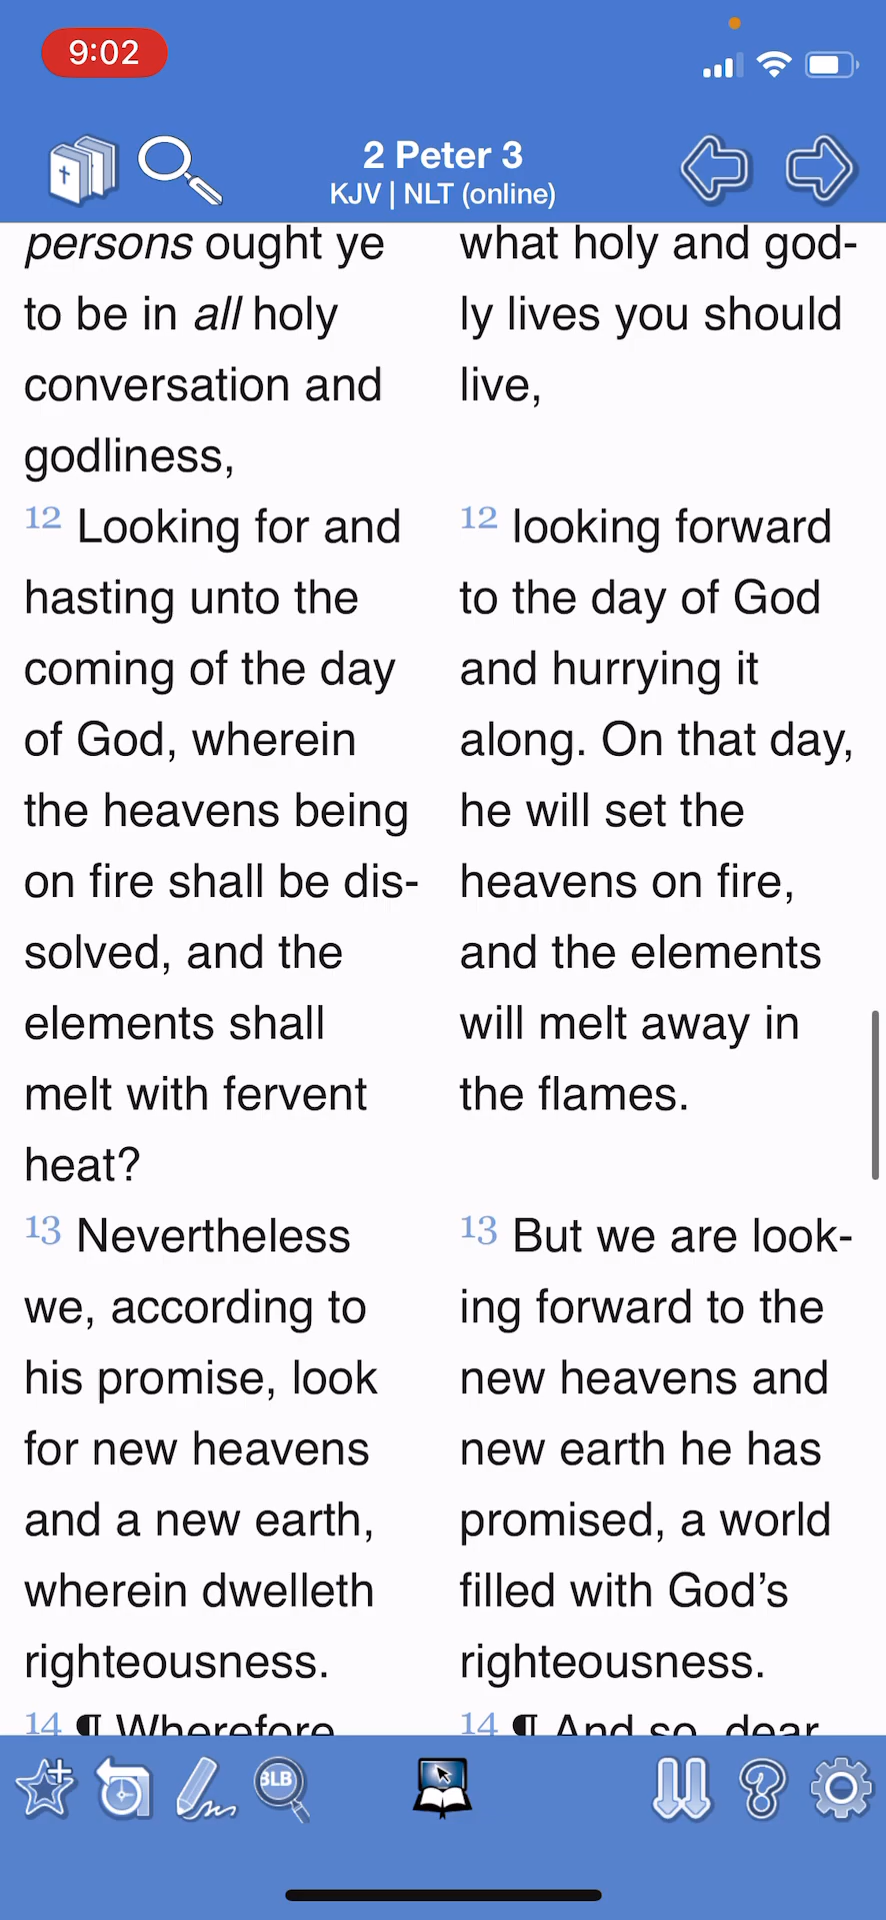 9:02
2 Peter 3
KJV | NLT (online)
persons ought ye
to be in all holy
conversation and
godliness,
12 Looking for and
hasting unto the
coming of the day
of God, wherein
the heavens being
on fire shall be dis-
solved, and the
elements shall
melt with fervent
heat?
13 Nevertheless
we, according to
his promise, look
for new heavens
and a new earth,
wherein dwelleth
righteousness.
14 ¶ Wherefore
what holy and god-
ly lives you should
live,
12 looking forward
to the day of God
and hurrying it
along. On that day,
he will set the
heavens on fire,
and the elements
will melt away in
the flames.
13 But we are look-
ing forward to the
new heavens and
new earth he has
promised, a world
filled with God’s
righteousness.
14 ¶ And so, dear
BLB